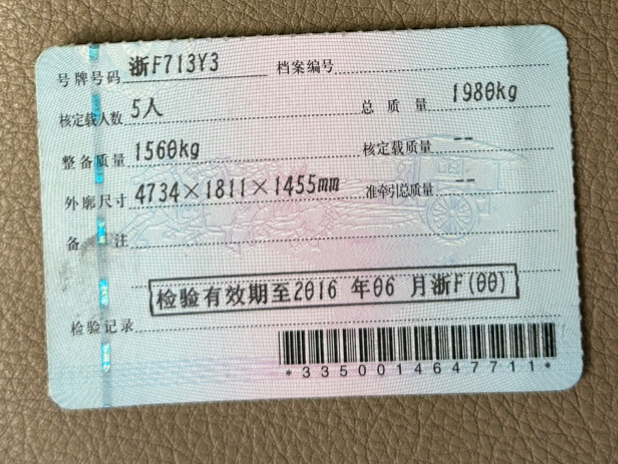 号牌号码 浙F713Y3 档案编号
核定载人数 5人 总质量 1980kg
整备质量 1560kg 核定载质量 --
外廓尺寸 4734×1811×1455mm 准牵引总质量 --
备注
检验有效期至2016 年06 月浙F(00)
检验记录
*3350014647711*